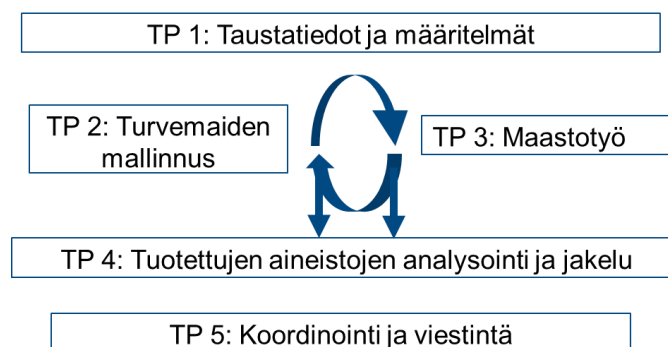 TP 1: Taustatiedot ja määritelmät
TP 2: Turvemaiden
mallinnus
TP 3: Maastotyö
TP 4: Tuotettujen aineistojen analysointi ja jakelu
TP 5: Koordinointi ja viestintä